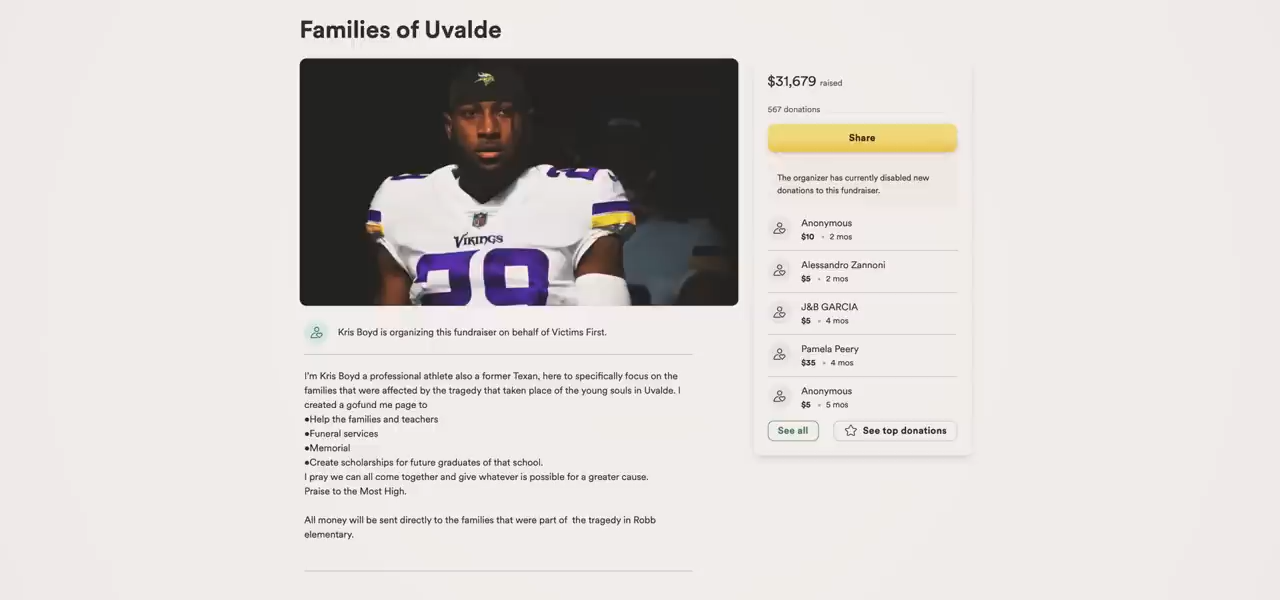 Families of Uvalde
VIKINGS
29
$31,679 raised
567 donations
Share
The organizer has currently disabled new
donations to this fundraiser.
Anonymous
$10 • 2 mos
Alessandro Zannoni
$5 • 2 mos
J&B GARCIA
$5 • 4 mos
Pamela Peery
$35 • 4 mos
Anonymous
$5 • 5 mos
See all
See top donations
Kris Boyd is organizing this fundraiser on behalf of Victims First.
I'm Kris Boyd a professional athlete also a former Texan, here to specifically focus on the
families that were affected by the tragedy that taken place of the young souls in Uvalde. I
created a gofund me page to
•Help the families and teachers
•Funeral services
•Memorial
•Create scholarships for future graduates of that school.
I pray we can all come together and give whatever is possible for a greater cause.
Praise to the Most High.
All money will be sent directly to the families that were part of  the tragedy in Robb
elementary.